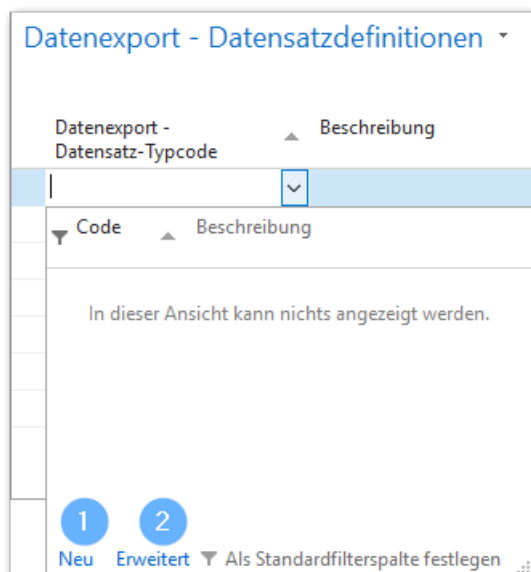 Datenexport - Datensatzdefinitionen
Datenexport -
Datensatz-Typcode
Beschreibung
Code Beschreibung
In dieser Ansicht kann nichts angezeigt werden.
1 2
Neu Erweitert Als Standardfilterspalte festlegen